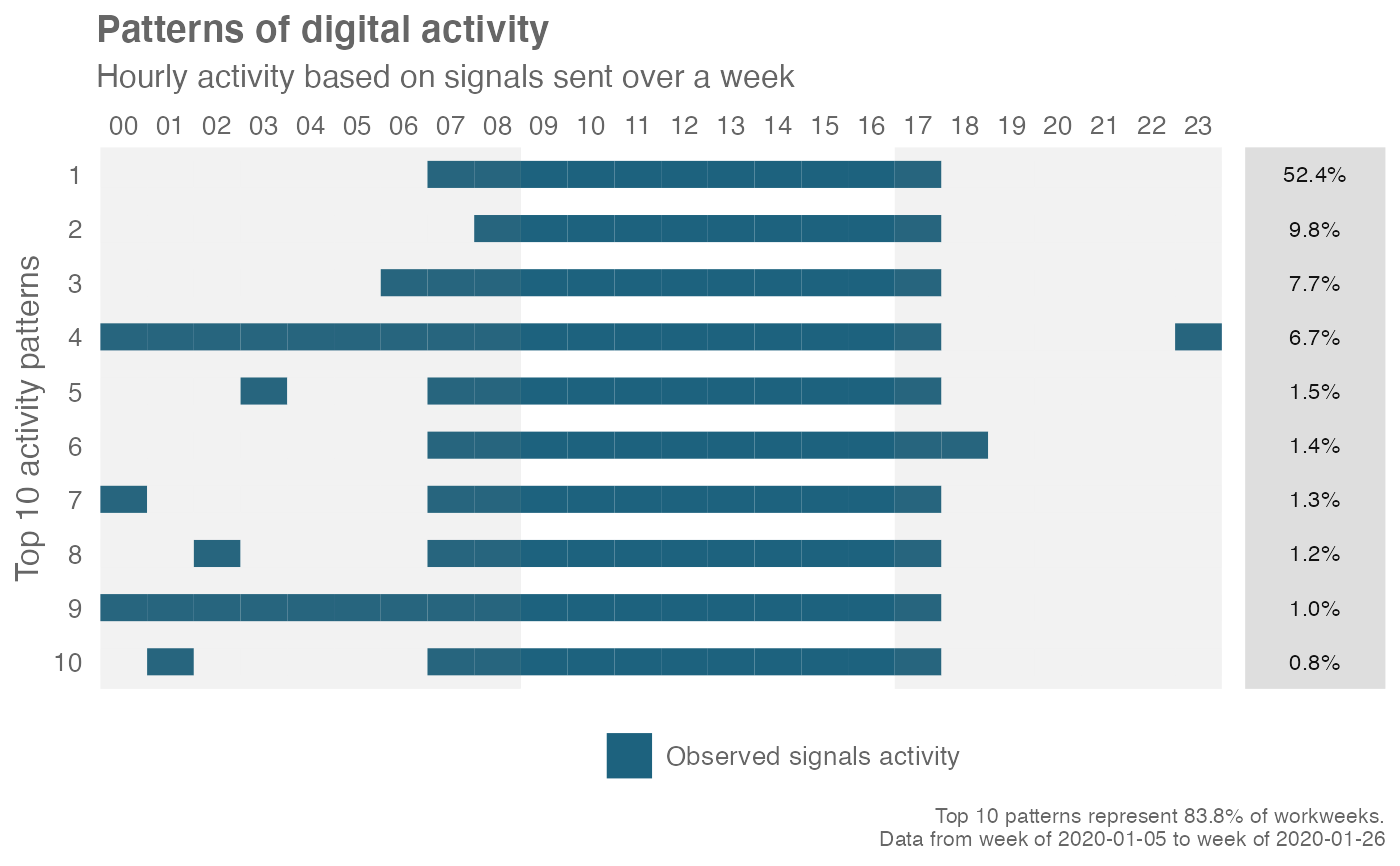 Patterns of digital activity
Hourly activity based on signals sent over a week
00 01 02 03 04 05 06 07 08 09 10 11 12 13 14 15 16 17 18 19 20 21 22 23
Top 10 activity patterns
1 52.4%
2 9.8%
3 7.7%
4 6.7%
5 1.5%
6 1.4%
7 1.3%
8 1.2%
9 1.0%
10 0.8%
Observed signals activity
Top 10 patterns represent 83.8% of workweeks.
Data from week of 2020-01-05 to week of 2020-01-26